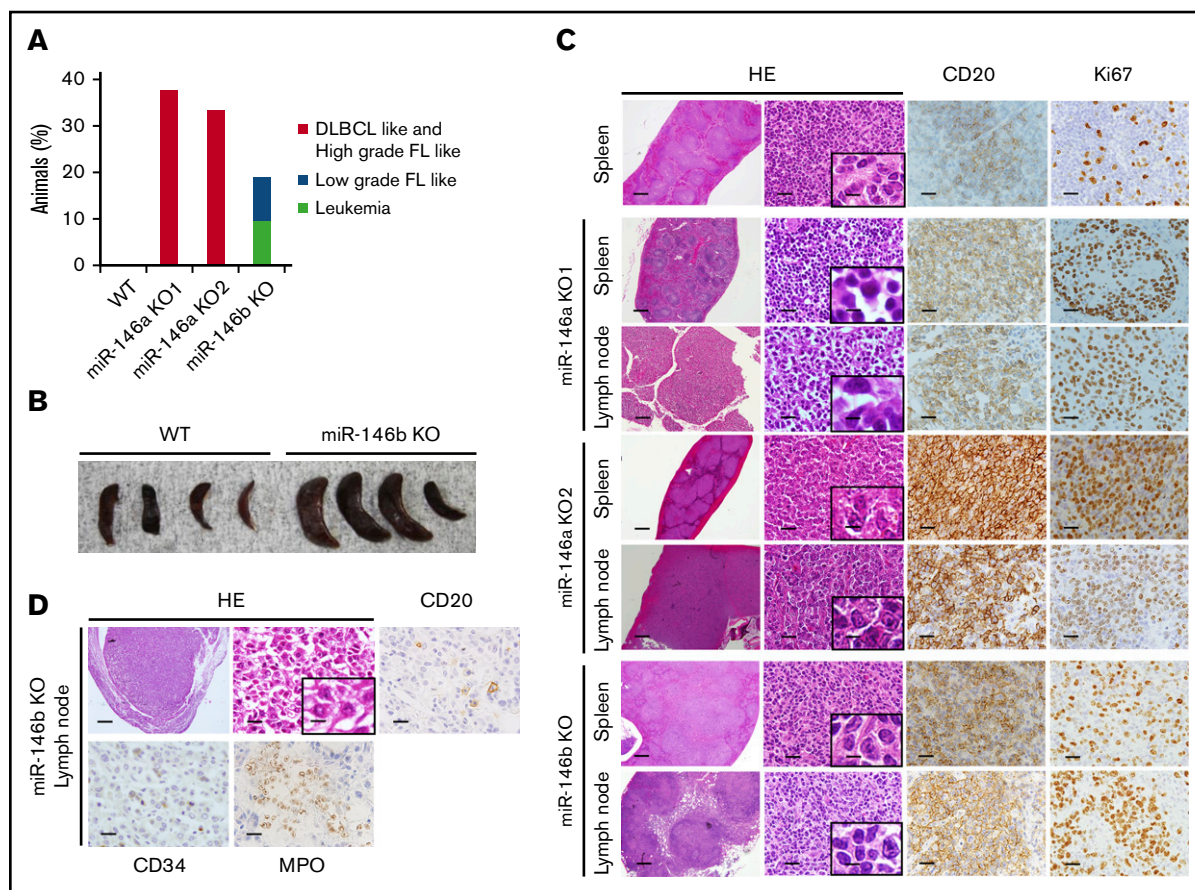 A
40
30
20
10
0
Animals (%)
WT
miR-146a KO1
miR-146a KO2
miR-146b KO
DLBCL like and
High grade FL like
Low grade FL like
Leukemia
B
WT
miR-146b KO
C
HE
CD20
Ki67
Spleen
miR-146a KO1
Spleen
Lymph node
miR-146a KO2
Spleen
Lymph node
miR-146b KO
Spleen
Lymph node
D
HE
CD20
miR-146b KO
Lymph node
CD34
MPO